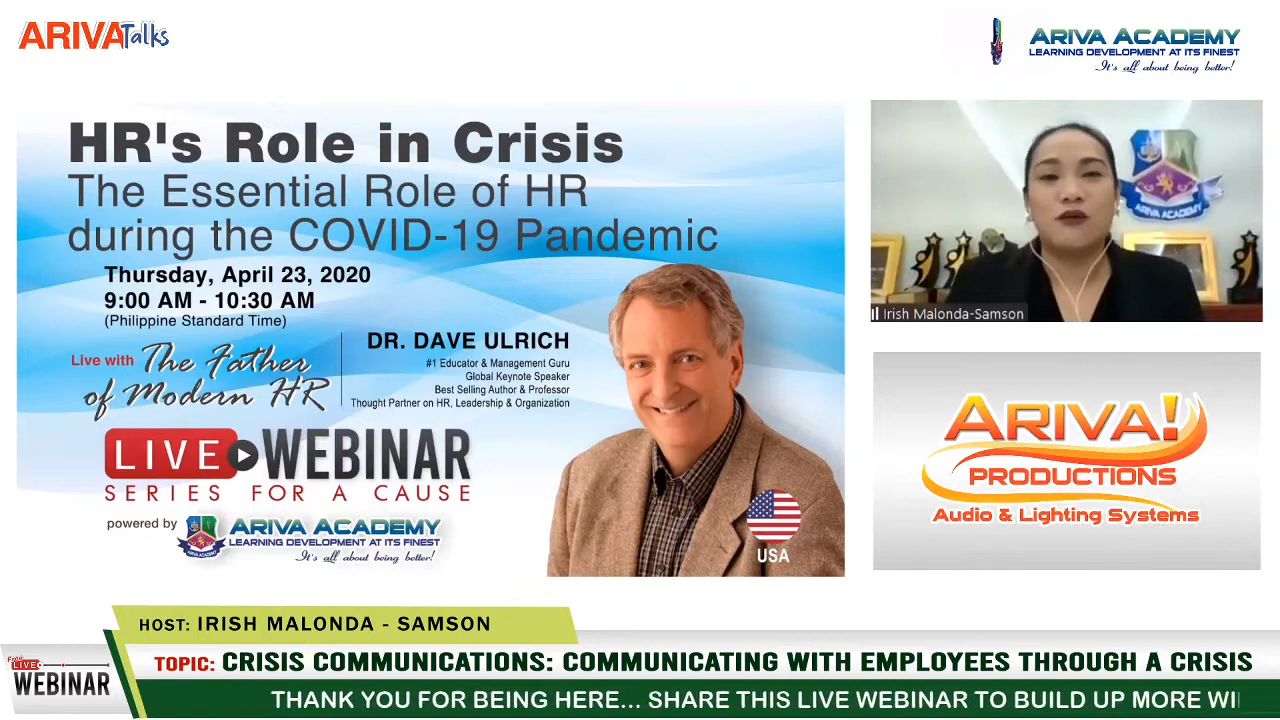 ARIVATalks
ARIVA ACADEMY
LEARNING DEVELOPMENT AT ITS FINEST
It's all about being better!
HR's Role in Crisis
The Essential Role of HR
during the COVID-19 Pandemic
Thursday, April 23, 2020
9:00 AM - 10:30 AM
(Philippine Standard Time)
Live with The Father
of Modern HR
DR. DAVE ULRICH
#1 Educator & Management Guru
Global Keynote Speaker
Best Selling Author & Professor
Thought Partner on HR, Leadership & Organization
LIVE WEBINAR
SERIES FOR A CAUSE
powered by
ARIVA ACADEMY
ARIVA ACADEMY
LEARNING DEVELOPMENT AT ITS FINEST
It's all about being better!
USA
ARIVA ACADEMY
Irish Malonda-Samson
ARIVA!
PRODUCTIONS
Audio & Lighting Systems
HOST: IRISH MALONDA - SAMSON
Free
LIVE
WEBINAR
TOPIC: CRISIS COMMUNICATIONS: COMMUNICATING WITH EMPLOYEES THROUGH A CRISIS
THANK YOU FOR BEING HERE... SHARE THIS LIVE WEBINAR TO BUILD UP MORE WI